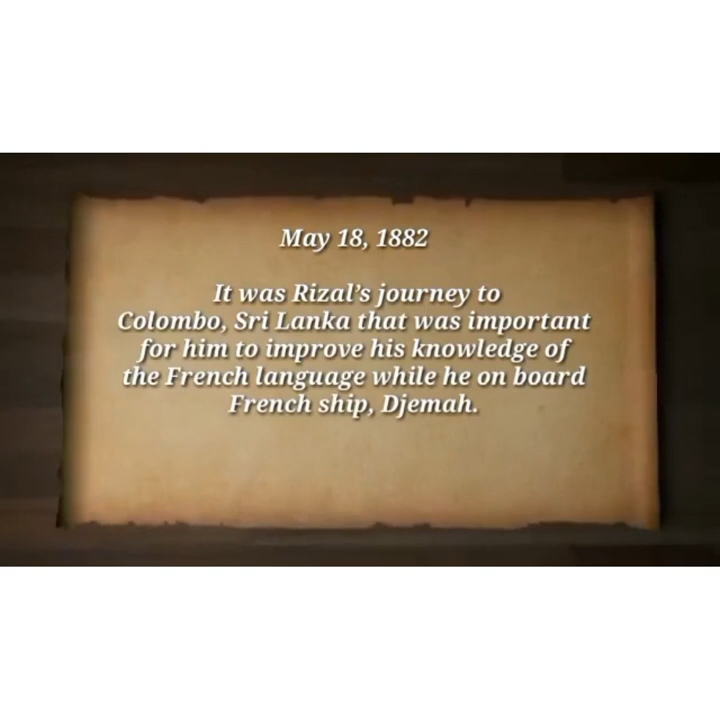 May 18, 1882
It was Rizal's journey to
Colombo, Sri Lanka that was important
for him to improve his knowledge of
the French language while he on board
French ship, Djemah.